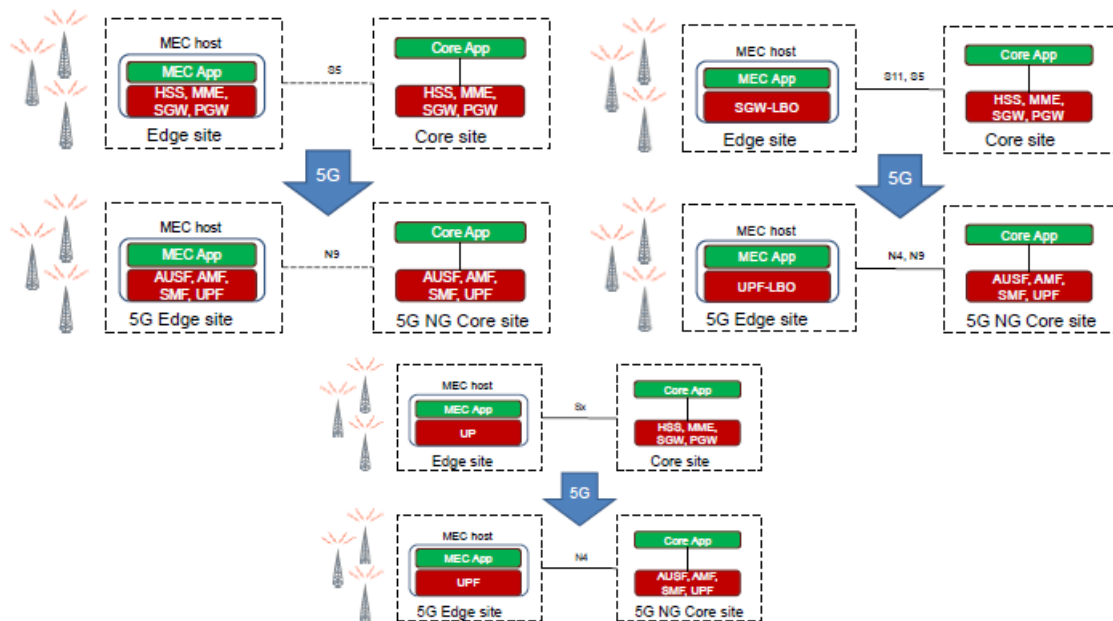 MEC host
MEC App
HSS, MME,
SGW, PGW
Edge site
S5
Core App
HSS, MME,
SGW, PGW
Core site
5G
MEC host
MEC App
AUSF, AMF,
SMF, UPF
5G Edge site
N9
Core App
AUSF, AMF,
SMF, UPF
5G NG Core site
MEC host
MEC App
SGW-LBO
Edge site
S11, S5
Core App
HSS, MME,
SGW, PGW
Core site
5G
MEC host
MEC App
UPF-LBO
5G Edge site
N4, N9
Core App
AUSF, AMF,
SMF, UPF
5G NG Core site
MEC host
MEC App
UP
Edge site
Sx
Core App
HSS, MME,
SGW, PGW
Core site
5G
MEC host
MEC App
UPF
5G Edge site
N4
Core App
AUSF, AMF,
SMF, UPF
5G NG Core site